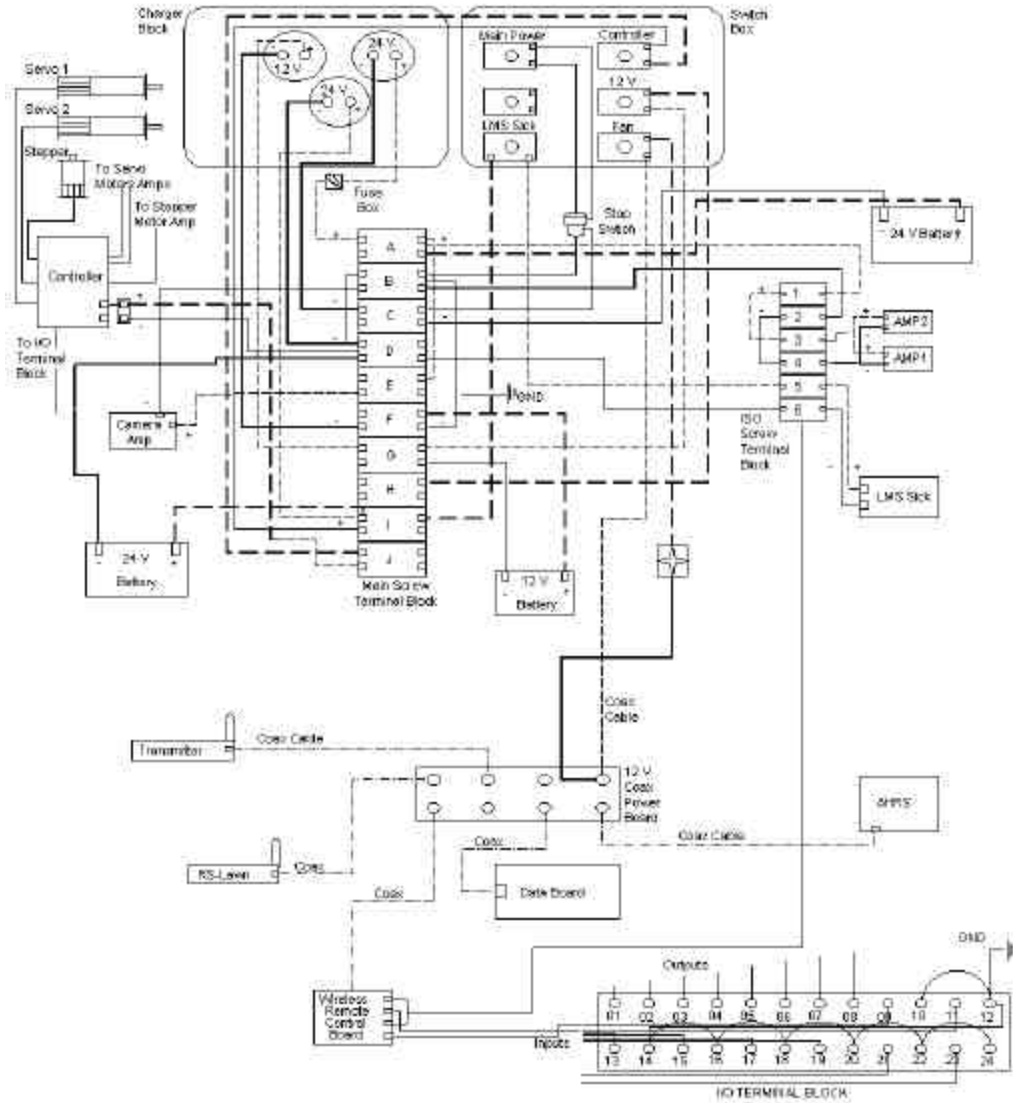 Charger
Block
Switch
Box
24 V
12 V
24 V
Main Power
Controller
12 V
LMS Sick
Fan
Servo 1
Servo 2
Stepper
To Servo
Motors Amps
To Stepper
Motor Amp
Controller
To I/O
Terminal
Block
Fuse
Box
Stop
Switch
24 V Battery
A
B
C
D
E
F
G
H
I
J
Main Screw
Terminal Block
GND
1
2
3
4
5
6
ISO
Screw
Terminal
Block
AMP2
AMP1
LMS Sick
Camera
Amp
24 V
Battery
12 V
Battery
Coax
Cable
Transmitter
Coax Cable
12 V
Coax
Power
Board
AHRS
Coax Cable
Coax
Coax
Data Board
Coax
Wireless
Remote
Control
Board
Inputs
Outputs
GND
01 02 03 04 05 06 07 08 09 10 11 12
13 14 15 16 17 18 19 20 21 22 23 24
I/O TERMINAL BLOCK